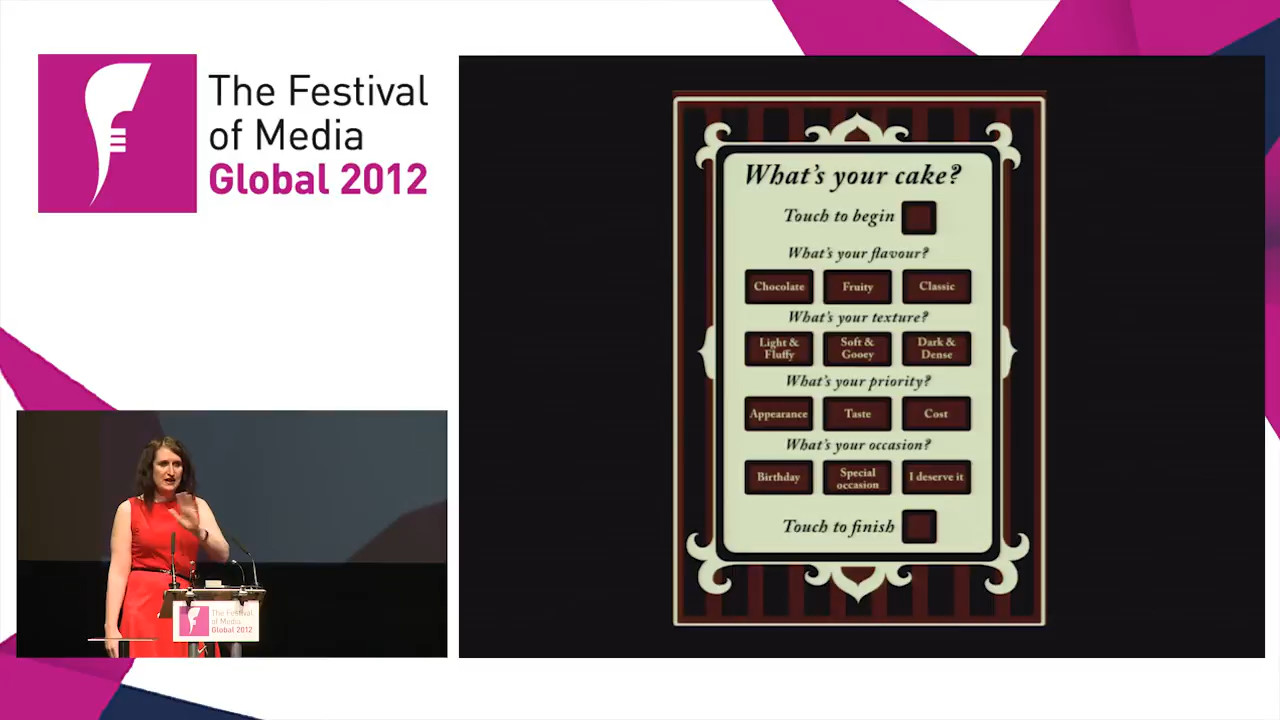 The Festival
of Media
Global 2012
What's your cake?
Touch to begin
What's your flavour?
Chocolate
Fruity
Classic
What's your texture?
Light &
Fluffy
Soft &
Gooey
Dark &
Dense
What's your priority?
Appearance
Taste
Cost
What's your occasion?
Birthday
Special
occasion
I deserve it
Touch to finish
The Festival
of Media
Global 2012